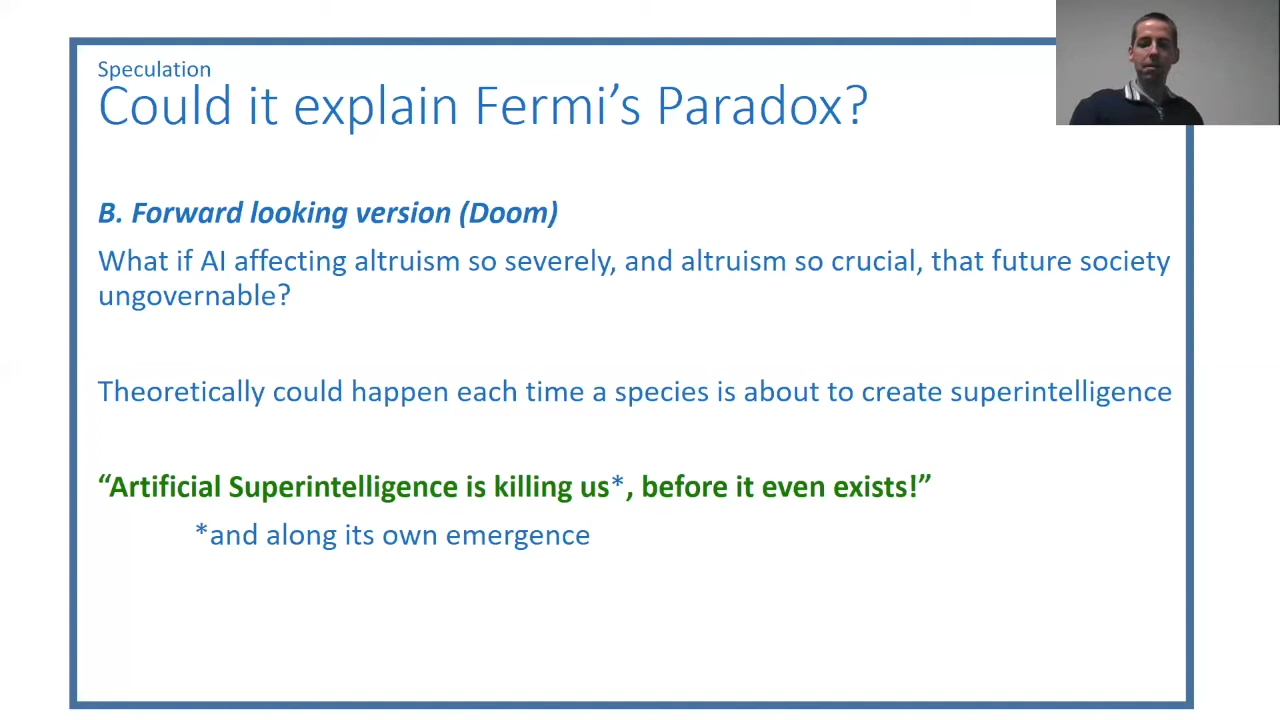 Speculation
Could it explain Fermi's Paradox?
B. Forward looking version (Doom)
What if AI affecting altruism so severely, and altruism so crucial, that future society
ungovernable?
Theoretically could happen each time a species is about to create superintelligence
“Artificial Superintelligence is killing us*, before it even exists!”
*and along its own emergence